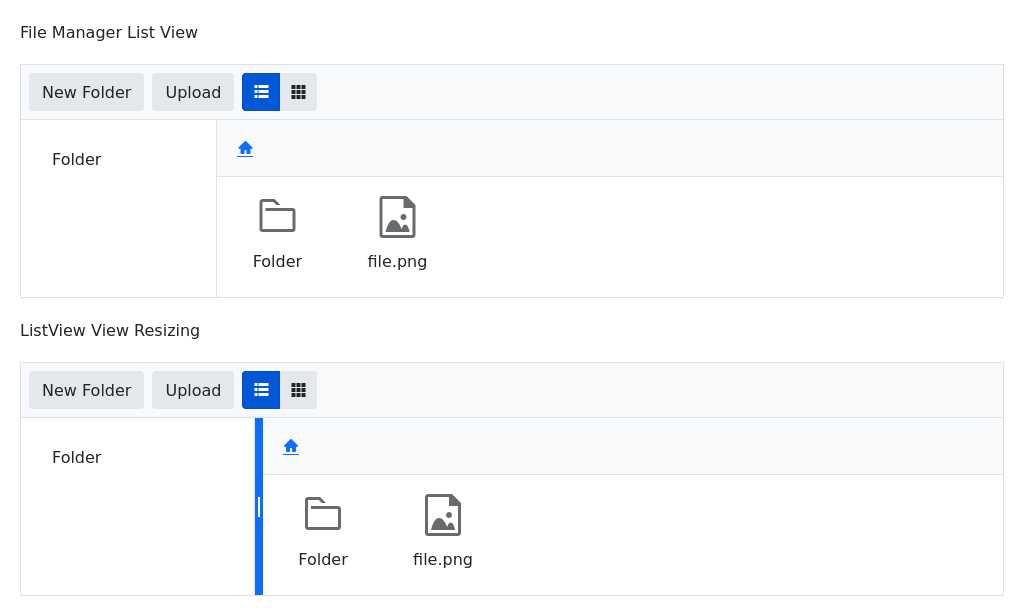 File Manager List View
New Folder Upload
Folder
Folder file.png
ListView View Resizing
New Folder Upload
Folder
Folder file.png